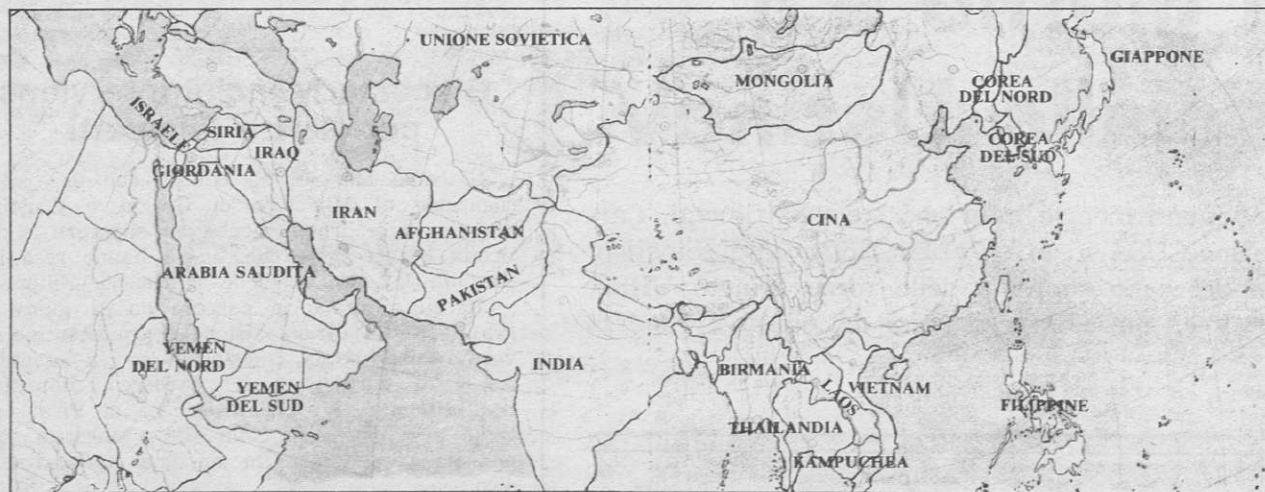 UNIONE SOVIETICA
MONGOLIA
GIAPPONE
COREA
DEL NORD
COREA
DEL SUD
ISRAELE
SIRIA
IRAQ
GIORDANIA
IRAN
AFGHANISTAN
CINA
ARABIA SAUDITA
PAKISTAN
YEMEN
DEL NORD
YEMEN
DEL SUD
INDIA
BIRMANIA
LAOS
VIETNAM
THAILANDIA
FILIPPINE
KAMPUCHEA